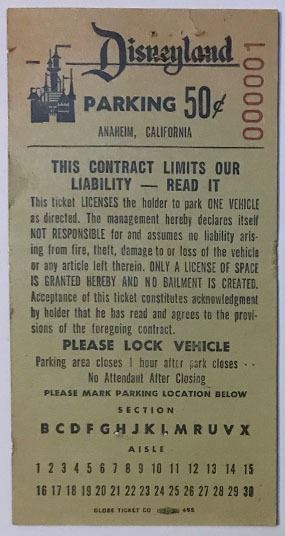 Disneyland
PARKING 50¢
000001
ANAHEIM, CALIFORNIA
THIS CONTRACT LIMITS OUR
LIABILITY — READ IT
This ticket LICENSES the holder to park ONE VEHICLE
as directed. The management hereby declares itself
NOT RESPONSIBLE for and assumes no liability aris-
ing from fire, theft, damage to or loss of the vehicle
or any article left therein. ONLY A LICENSE OF SPACE
IS GRANTED HEREBY AND NO BAILMENT IS CREATED.
Acceptance of this ticket constitutes acknowledgment
by holder that he has read and agrees to the provi-
sions of the foregoing contract.
PLEASE LOCK VEHICLE
Parking area closes 1 hour after park closes --
No Attendant After Closing
PLEASE MARK PARKING LOCATION BELOW
SECTION
B C D F G H J K L M R U V X
AISLE
1 2 3 4 5 6 7 8 9 10 11 12 13 14 15
16 17 18 19 20 21 22 23 24 25 26 27 28 29 30
GLOBE TICKET CO 495